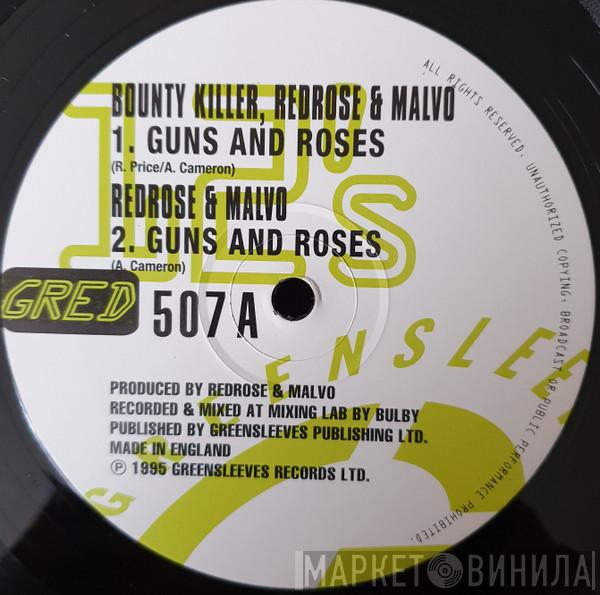 12's
BOUNTY KILLER, REDROSE & MALVO
1. GUNS AND ROSES
(R. Price/A. Cameron)
REDROSE & MALVO
2. GUNS AND ROSES
(A. Cameron)
GRED 507 A
PRODUCED BY REDROSE & MALVO
RECORDED & MIXED AT MIXING LAB BY BULBY
PUBLISHED BY GREENSLEEVES PUBLISHING LTD.
MADE IN ENGLAND
℗ 1995 GREENSLEEVES RECORDS LTD.
ALL RIGHTS RESERVED. UNAUTHORIZED COPYING, BROADCAST OR PUBLIC PERFORMANCE PROHIBITED.
GREENSLEE
МАРКЕТ ВИНИЛА